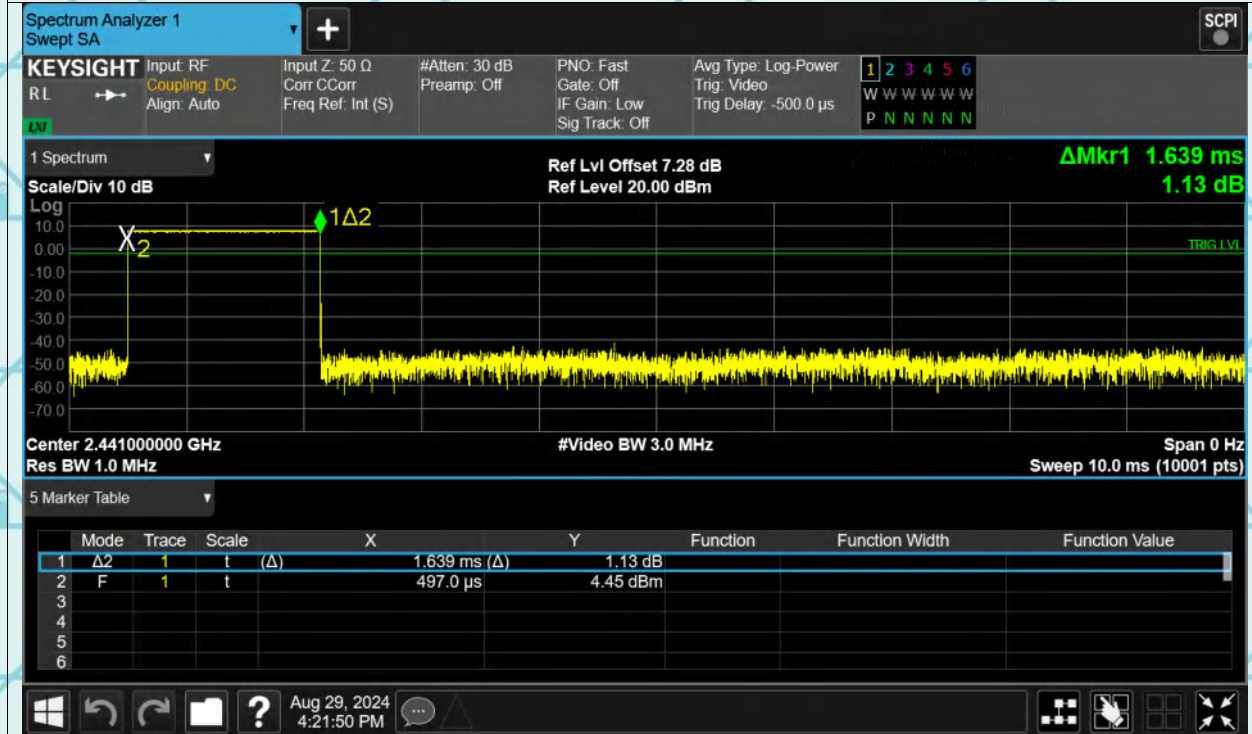 Spectrum Analyzer 1
Swept SA
+
SCPI
KEYSIGHT Input: RF Input Z: 50 Ω #Atten: 30 dB PNO: Fast Avg Type: Log-Power 1 2 3 4 5 6
RL Coupling: DC Corr CCorr Preamp: Off Gate: Off Trig: Video W W W W W W
Align: Auto Freq Ref: Int (S) IF Gain: Low Trig Delay: -500.0 µs P N N N N N
LXI Sig Track: Off
1 Spectrum Ref Lvl Offset 7.28 dB ΔMkr1 1.639 ms
Scale/Div 10 dB Ref Level 20.00 dBm 1.13 dB
Log
10.0 1Δ2
0.00 X2 TRIG LVL
-10.0
-20.0
-30.0
-40.0
-50.0
-60.0
-70.0
Center 2.441000000 GHz #Video BW 3.0 MHz Span 0 Hz
Res BW 1.0 MHz Sweep 10.0 ms (10001 pts)
5 Marker Table
Mode Trace Scale X Y Function Function Width Function Value
1 Δ2 1 t (Δ) 1.639 ms (Δ) 1.13 dB
2 F 1 t 497.0 µs 4.45 dBm
3
4
5
6
? Aug 29, 2024
4:21:50 PM